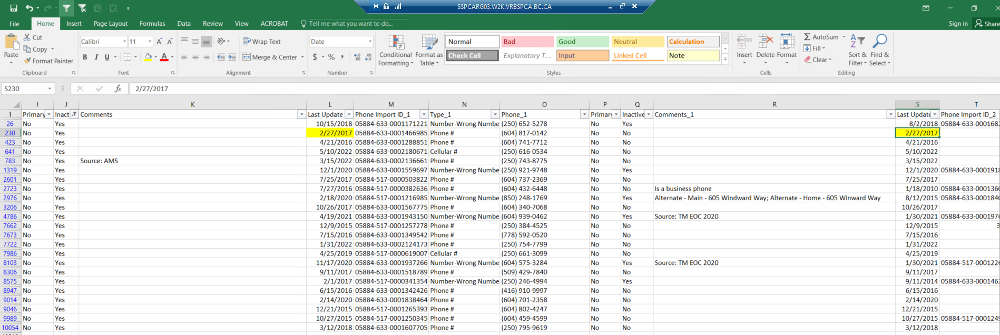 SSPCARG03.W2K.VRBSPCA.BC.CA
File Home Insert Page Layout Formulas Data Review View ACROBAT Tell me what you want to do... Sign in Share
Paste Cut Copy Format Painter
Calibri 11 B I U A
Wrap Text Merge & Center
Date $ %
Conditional Formatting Format as Table
Normal Bad Good Neutral Calculation
Check Cell Explanatory T... Input Linked Cell Note
Insert Delete Format
AutoSum Fill Clear Sort & Filter Find & Select
Clipboard Font Alignment Number Styles Cells Editing
S230 fx 2/27/2017
I J K L M N O P Q R S T
1 Primary Inact Comments Last Update Phone Import ID_1 Type_1 Phone_1 Primar Inactive Comments_1 Last Update Phone Import ID_2
26 No Yes 10/15/2018 05884-633-0001171221 Number-Wrong Numbe (250) 652-5278 No Yes 8/2/2018 05884-633-0001682
230 No Yes 2/27/2017 05884-633-0001466985 Phone # (604) 817-0142 No No 2/27/2017
423 No Yes 4/21/2016 05884-633-0001288851 Phone # (604) 741-7712 No No 4/21/2016
641 No Yes 5/10/2022 05884-633-0002180671 Cellular # (250) 616-0534 No No 5/10/2022
783 No Yes Source: AMS 3/15/2022 05884-633-0002136661 Phone # (250) 743-8775 No No 3/15/2022
1319 No Yes 12/1/2020 05884-633-0001559697 Number-Wrong Numbe (250) 921-9748 No Yes 12/1/2020 05884-633-0001918
2601 No Yes 7/25/2017 05884-517-0000503822 Phone # (604) 737-2369 No No 7/25/2017
2723 No Yes 7/27/2016 05884-517-0000382636 Phone # (604) 432-6448 No No Is a business phone 1/18/2010 05884-633-0001360
2976 No Yes 2/18/2020 05884-517-0001216985 Number-Wrong Numbe (850) 248-1769 No Yes Alternate - Main - 605 Windward Way; Alternate - Home - 605 Winward Way 8/12/2015 05884-633-0001840
3206 No Yes 10/26/2017 05884-633-0001567775 Phone # (604) 340-7068 No No 10/26/2017
4786 No Yes 4/19/2021 05884-633-0001943150 Number-Wrong Numbe (604) 939-0462 No Yes Source: TM EOC 2020 1/30/2021 05884-633-0001976
7662 No Yes 12/9/2015 05884-517-0001257278 Phone # (250) 384-4525 No No 12/9/2015 3
7673 No Yes 7/15/2016 05884-633-0001349542 Phone # (778) 592-0520 No No 7/15/2016
7722 No Yes 1/31/2022 05884-633-0002124173 Phone # (250) 754-7799 No No 1/31/2022
7986 No Yes 4/25/2019 05884-517-0000619007 Cellular # (250) 661-3099 No No 4/25/2019
8103 No Yes 11/17/2020 05884-633-0001937266 Number-Wrong Numbe (604) 575-3284 No Yes Source: TM EOC 2020 1/30/2021 05884-517-0001226
8306 No Yes 9/11/2017 05884-633-0001518789 Phone # (509) 429-7840 No No 9/11/2017
8575 No Yes 2/1/2017 05884-517-0000341354 Number-Wrong Numbe (250) 246-4994 No Yes 9/11/2014 05884-633-0001462
8947 No Yes 6/15/2016 05884-633-0001342426 Phone # (416) 910-9997 No No 6/15/2016
9014 No Yes 2/14/2020 05884-633-0001838464 Phone # (604) 701-2358 No No 2/14/2020
9046 No Yes 12/21/2015 05884-517-0001265393 Phone # (604) 802-4247 No No 12/21/2015
9989 No Yes 10/27/2015 05884-517-0001250345 Phone # (604) 459-4599 No No 10/27/2015 05884-517-0001249
10054 No Yes 3/12/2018 05884-633-0001607705 Phone # (250) 795-9619 No No 3/12/2018